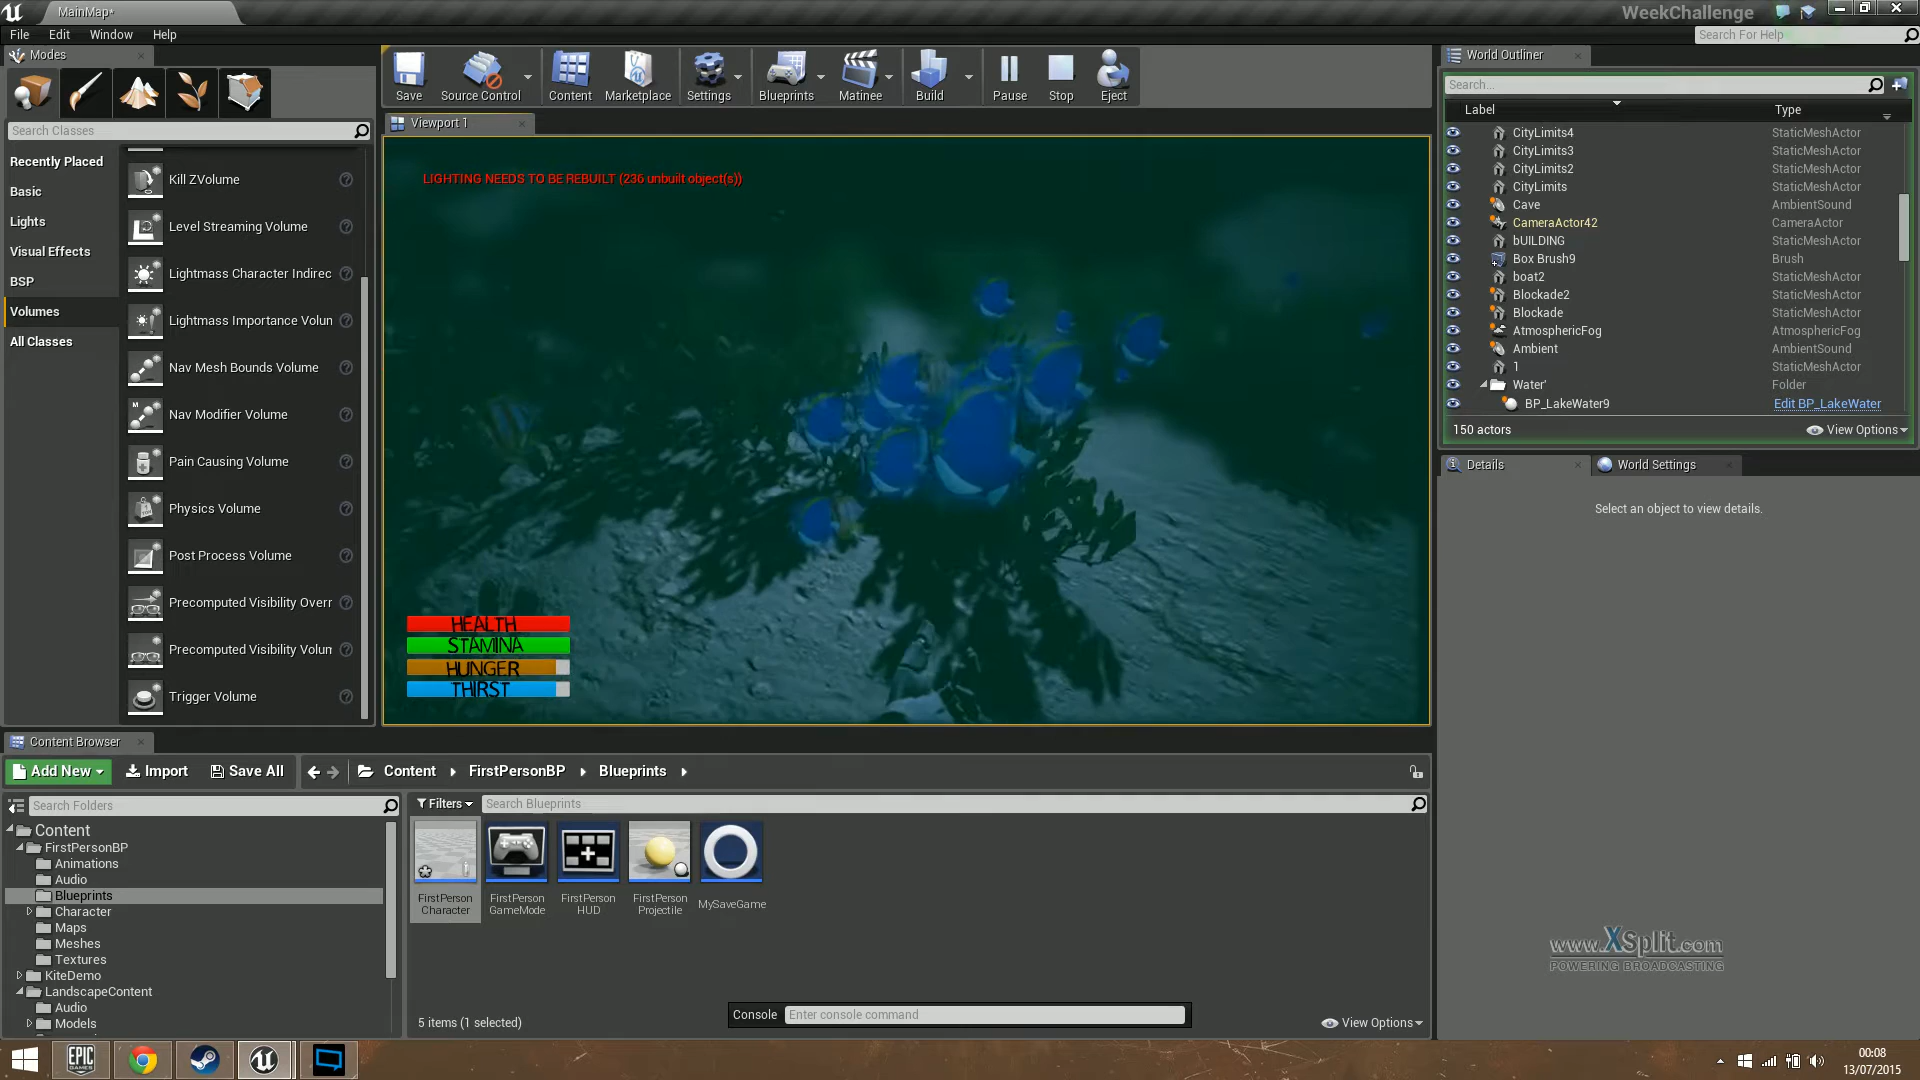 MainMap*
WeekChallenge
File Edit Window Help
Search For Help
Modes
Search Classes
Recently Placed
Basic
Lights
Visual Effects
BSP
Volumes
All Classes
Kill ZVolume
Level Streaming Volume
Lightmass Character Indirec
Lightmass Importance Volun
Nav Mesh Bounds Volume
Nav Modifier Volume
Pain Causing Volume
Physics Volume
Post Process Volume
Precomputed Visibility Overr
Precomputed Visibility Volun
Trigger Volume
Save Source Control Content Marketplace Settings Blueprints Matinee Build Pause Stop Eject
Viewport 1
LIGHTING NEEDS TO BE REBUILT (236 unbuilt object(s))
HEALTH
STAMINA
HUNGER
THIRST
World Outliner
Search...
Label Type
CityLimits4 StaticMeshActor
CityLimits3 StaticMeshActor
CityLimits2 StaticMeshActor
CityLimits StaticMeshActor
Cave AmbientSound
CameraActor42 CameraActor
bUILDING StaticMeshActor
Box Brush9 Brush
boat2 StaticMeshActor
Blockade2 StaticMeshActor
Blockade StaticMeshActor
AtmosphericFog AtmosphericFog
Ambient AmbientSound
1 StaticMeshActor
Water' Folder
BP_LakeWater9 Edit BP_LakeWater
150 actors View Options
Details World Settings
Select an object to view details.
Content Browser
Add New Import Save All Content FirstPersonBP Blueprints
Search Folders
Content
FirstPersonBP
Animations
Audio
Blueprints
Character
Maps
Meshes
Textures
KiteDemo
LandscapeContent
Audio
Models
Filters Search Blueprints
FirstPerson Character
FirstPerson GameMode
FirstPerson HUD
FirstPerson Projectile
MySaveGame
5 items (1 selected)
Console Enter console command
View Options
www.XSplit.com
POWERING BROADCASTING
EPIC GAMES
00:08
13/07/2015